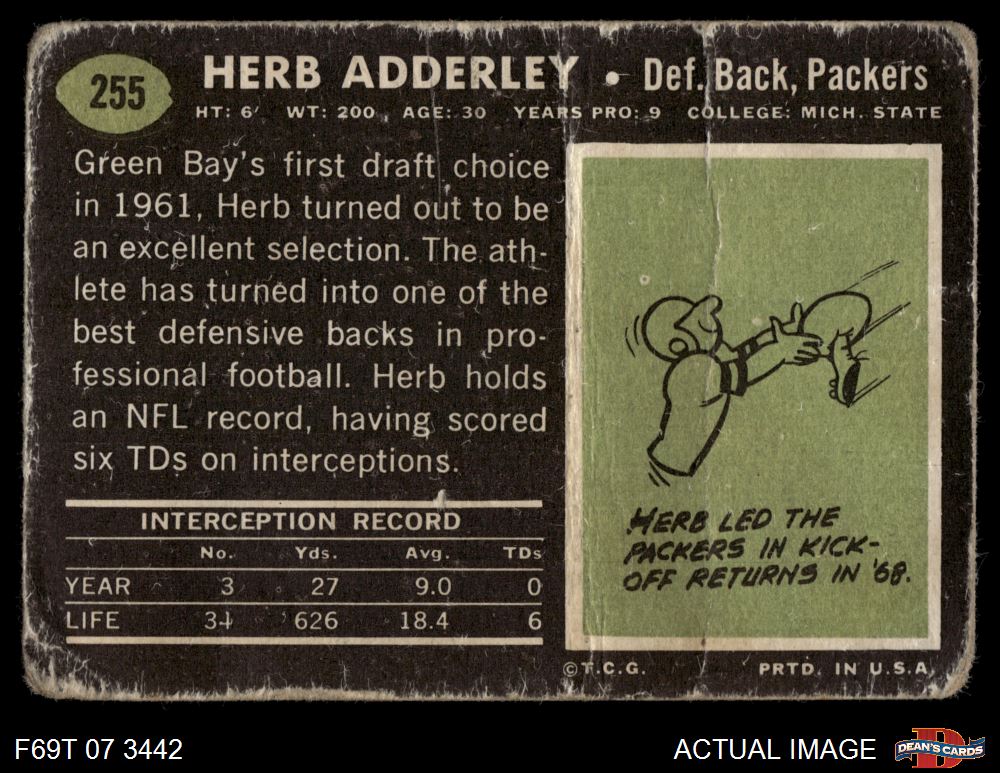 255
HERB ADDERLEY • Def. Back, Packers
HT: 6' WT: 200 AGE: 30 YEARS PRO: 9 COLLEGE: MICH. STATE
Green Bay's first draft choice
in 1961, Herb turned out to be
an excellent selection. The ath-
lete has turned into one of the
best defensive backs in pro-
fessional football. Herb holds
an NFL record, having scored
six TDs on interceptions.
INTERCEPTION RECORD
No. Yds. Avg. TDs
YEAR 3 27 9.0 0
LIFE 34 626 18.4 6
HERB LED THE
PACKERS IN KICK-
OFF RETURNS IN '68.
©T.C.G. PRTD. IN U.S.A.
F69T 07 3442
ACTUAL IMAGE
D
DEAN'S CARDS